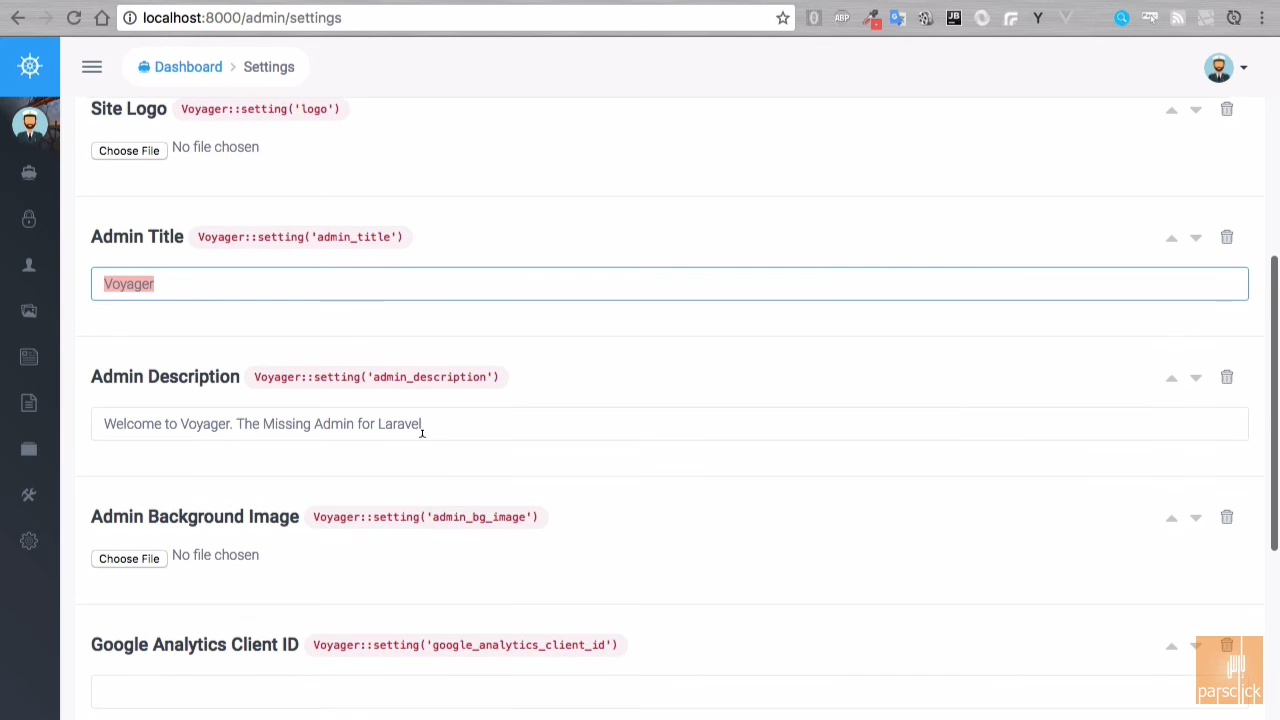 localhost:8000/admin/settings
ABP
JB
Y
Dashboard > Settings
Site Logo Voyager::setting('logo')
Choose File No file chosen
Admin Title Voyager::setting('admin_title')
Voyager
Admin Description Voyager::setting('admin_description')
Welcome to Voyager. The Missing Admin for Laravel
Admin Background Image Voyager::setting('admin_bg_image')
Choose File No file chosen
Google Analytics Client ID Voyager::setting('google_analytics_client_id')
parsclick